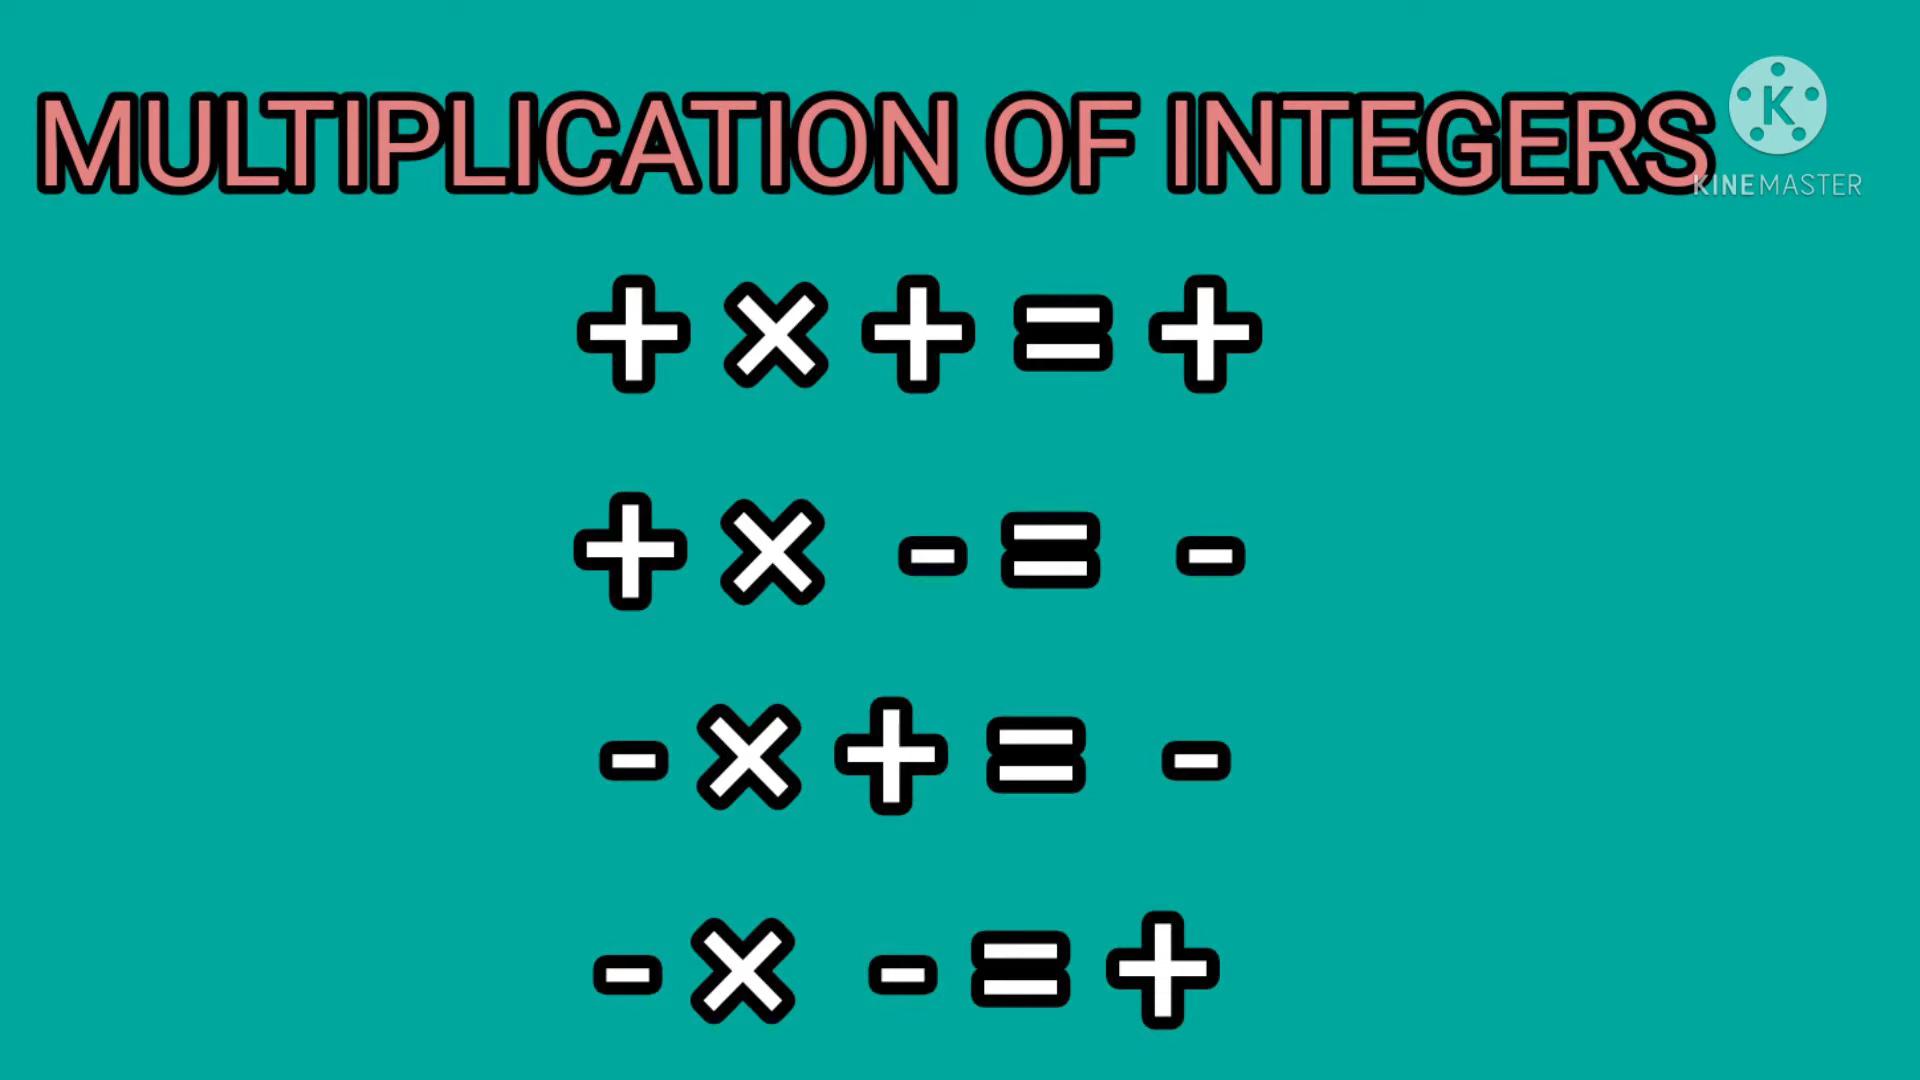 MULTIPLICATION OF INTEGERS
K
KINEMASTER
+ × + = +
+ × - = -
- × + = -
- × - = +